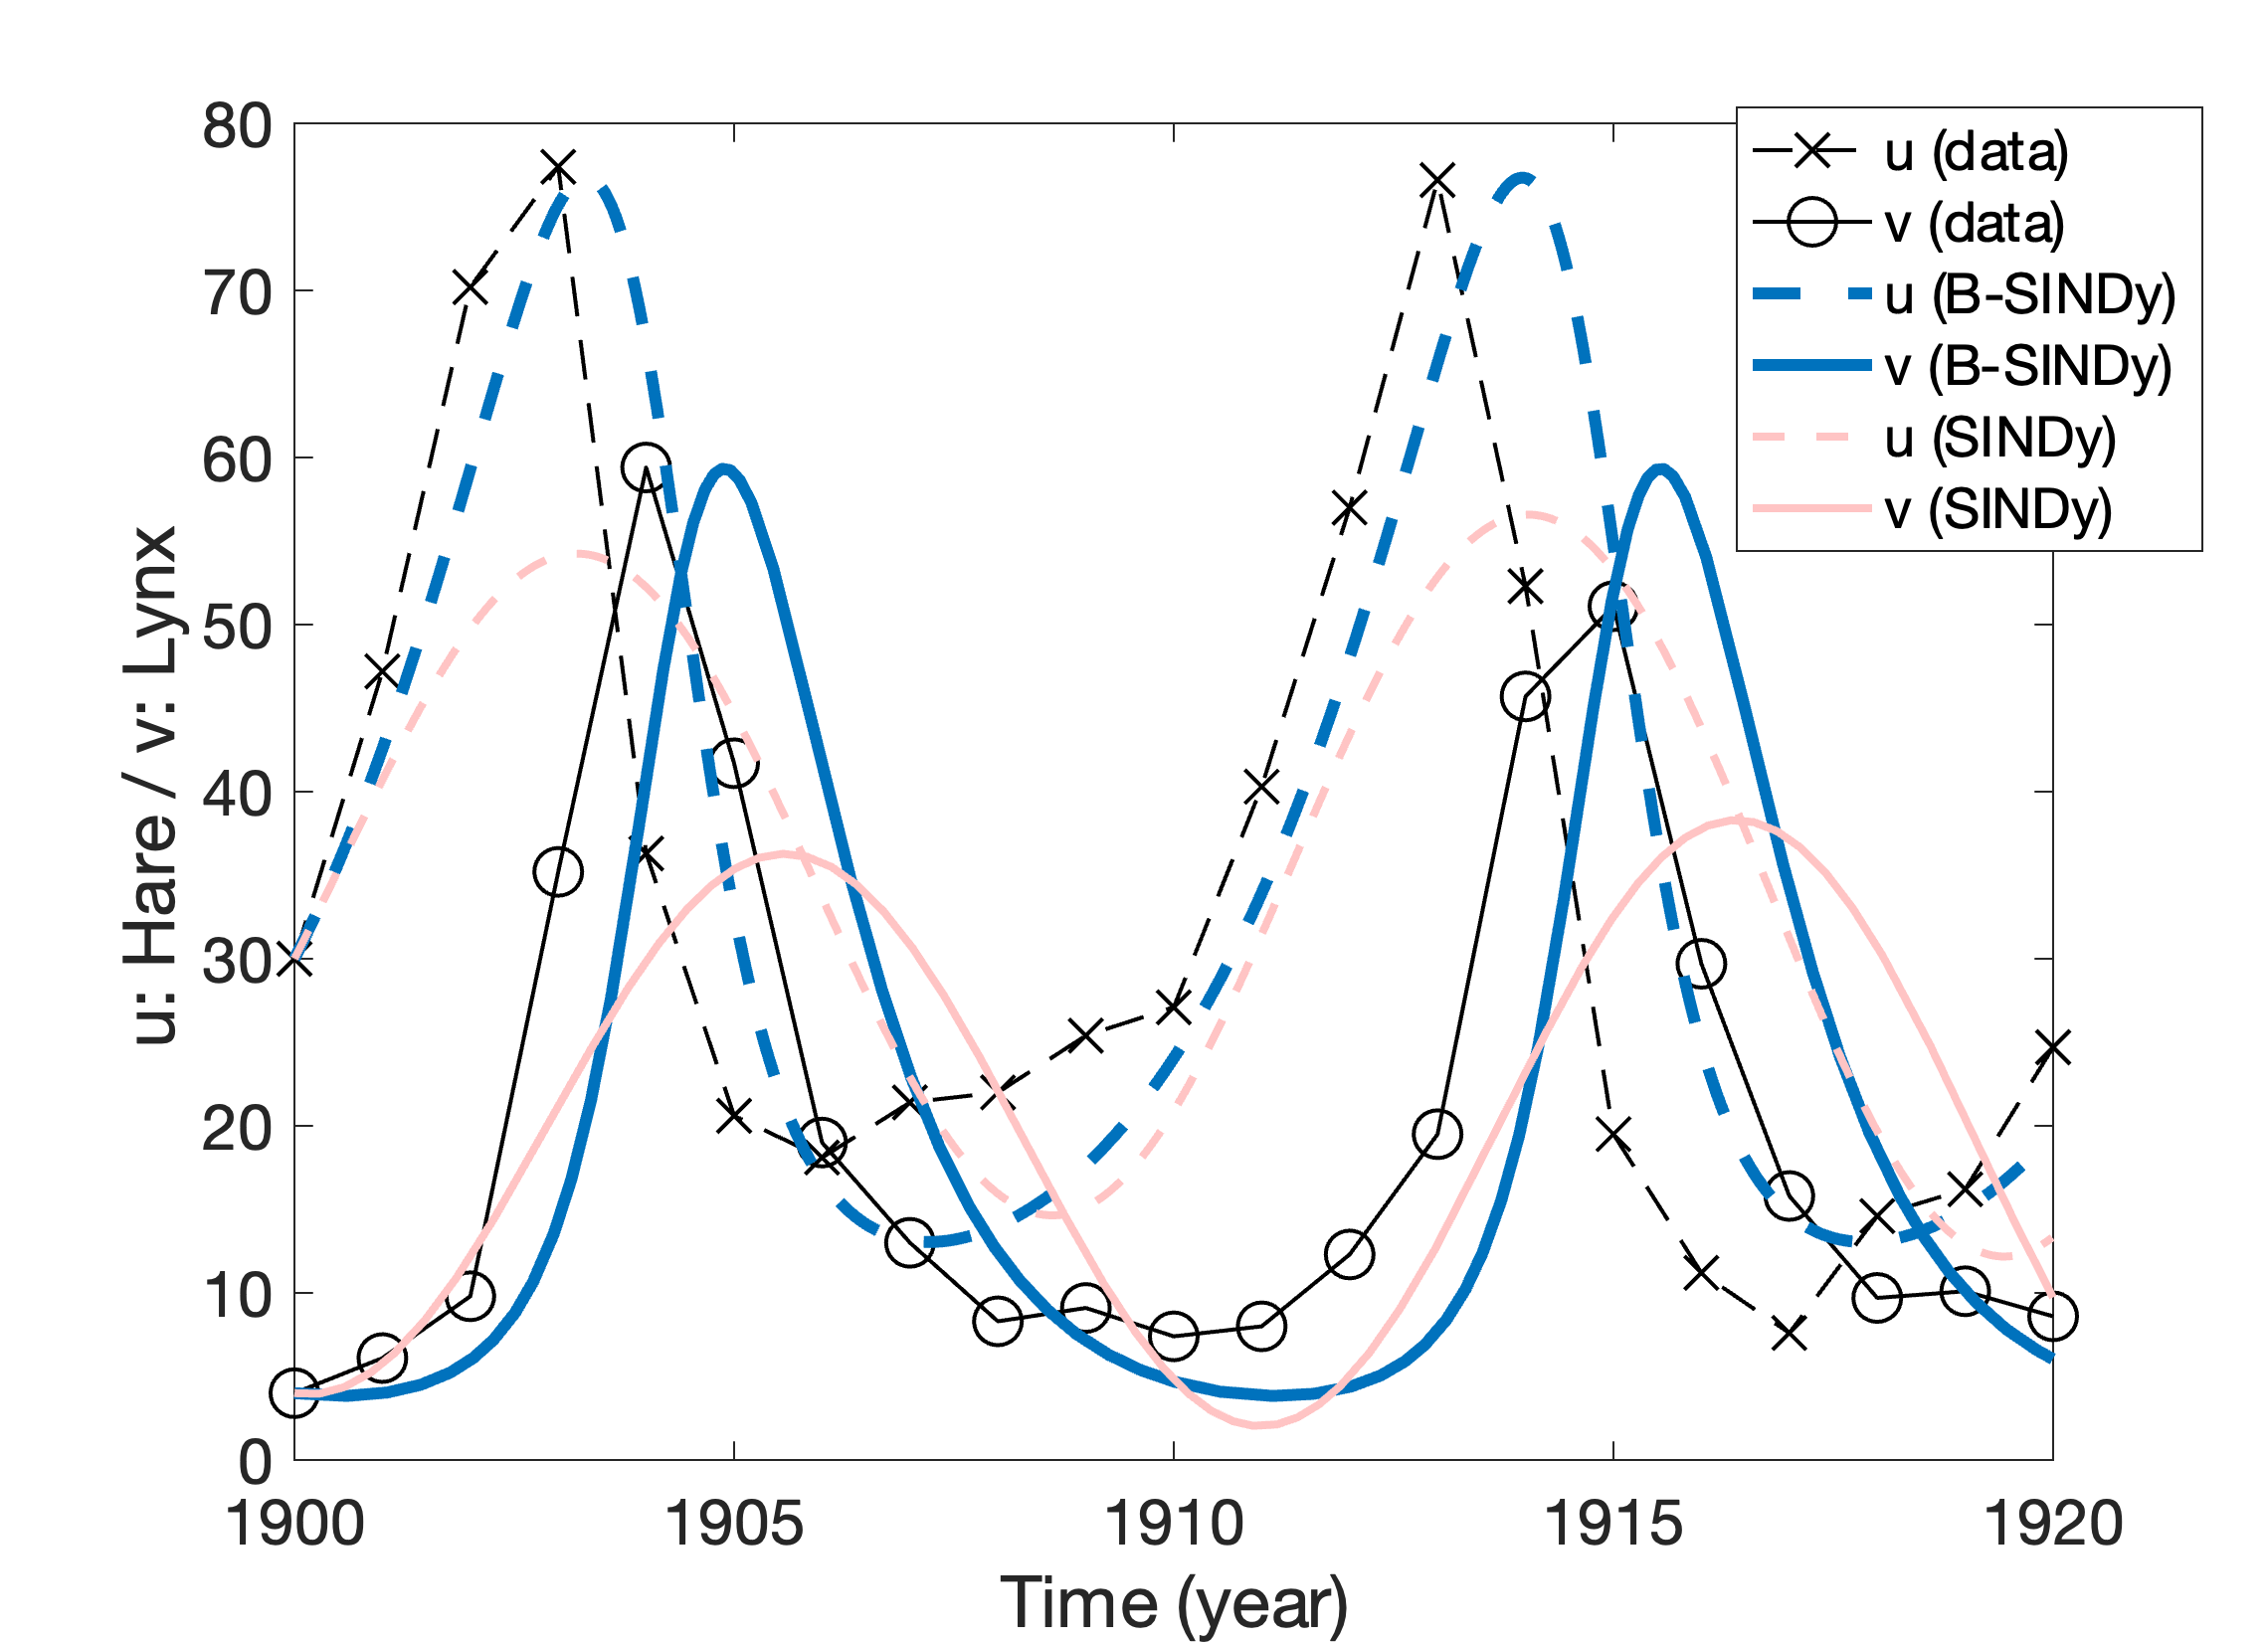 u: Hare / v: Lynx
80
70
60
50
40
30
20
10
0
1900
1905
1910
1915
1920
Time (year)
u (data)
v (data)
u (B-SINDy)
v (B-SINDy)
u (SINDy)
v (SINDy)